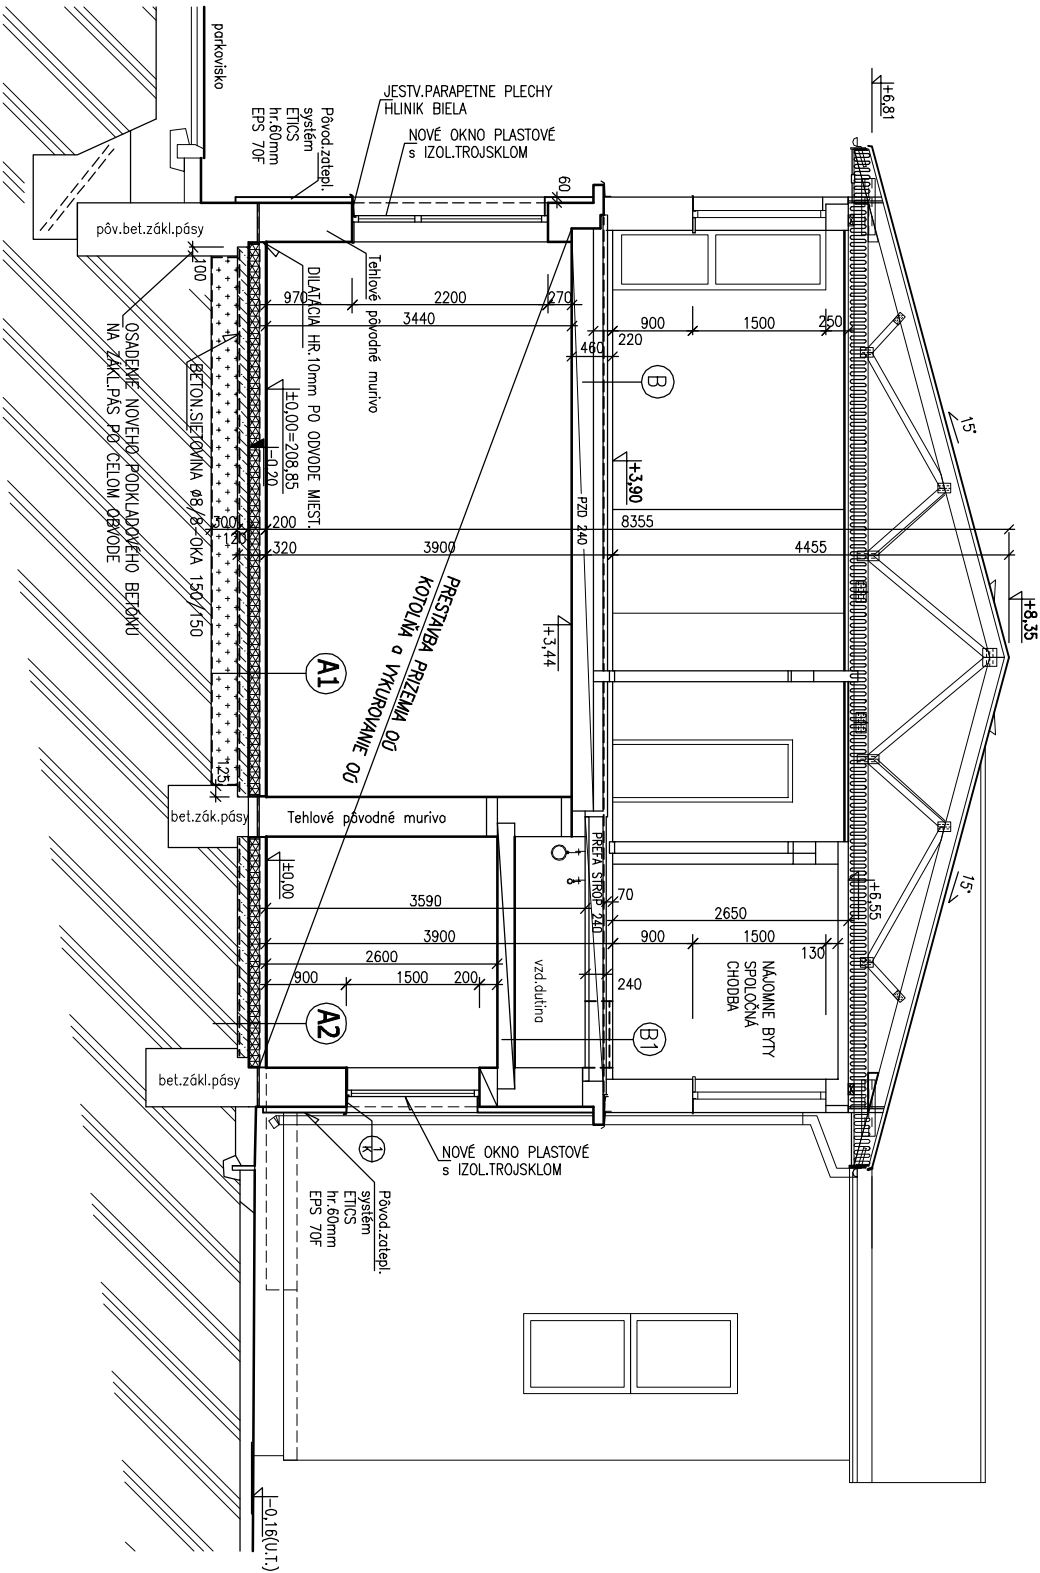 parkovisko
JESTV.PARAPETNE PLECHY
HLINIK BIELA
NOVÉ OKNO PLASTOVÉ
s IZOL.TROJSKLOM
Pôvod.zatepl.
systém
ETICS
hr.60mm
EPS 70F
60
+6,81
pôv.bet.zákl.pásy
100
Tehlové pôvodné murivo
DILATÁCIA HR.10mm PO ODVODE MIEST.
970
2200
270
3440
460
220
900
1500
250
B
15°
±0,00=208,85
-0,20
+3,90
PZD 240
BETON.SIEŤOVINA ø8/8-OKA 150/150
OSADENIE NOVEHO PODKLADOVÉHO BETONU
NA ZÁKL.PÁS PO CELOM OBVODE
300
200
8355
120
320
3900
4455
+8,35
PRESTAVBA PRIZEMIA OÚ
KOTOLŇA a VYKUROVANIE OÚ
+3,44
A1
125
bet.zák.pásy
Tehlové pôvodné murivo
±0,00
PREFA STROP 240
3590
70
2650
+6,55
15°
3900
900
1500
130
2600
900
1500
200
240
vzd.dutina
NÁJOMNE BYTY
SPOLOČNÁ
CHODBA
A2
B1
bet.zákl.pásy
1
K
NOVÉ OKNO PLASTOVÉ
s IZOL.TROJSKLOM
Pôvod.zatepl.
systém
ETICS
hr.60mm
EPS 70F
-0,16(U.T.)